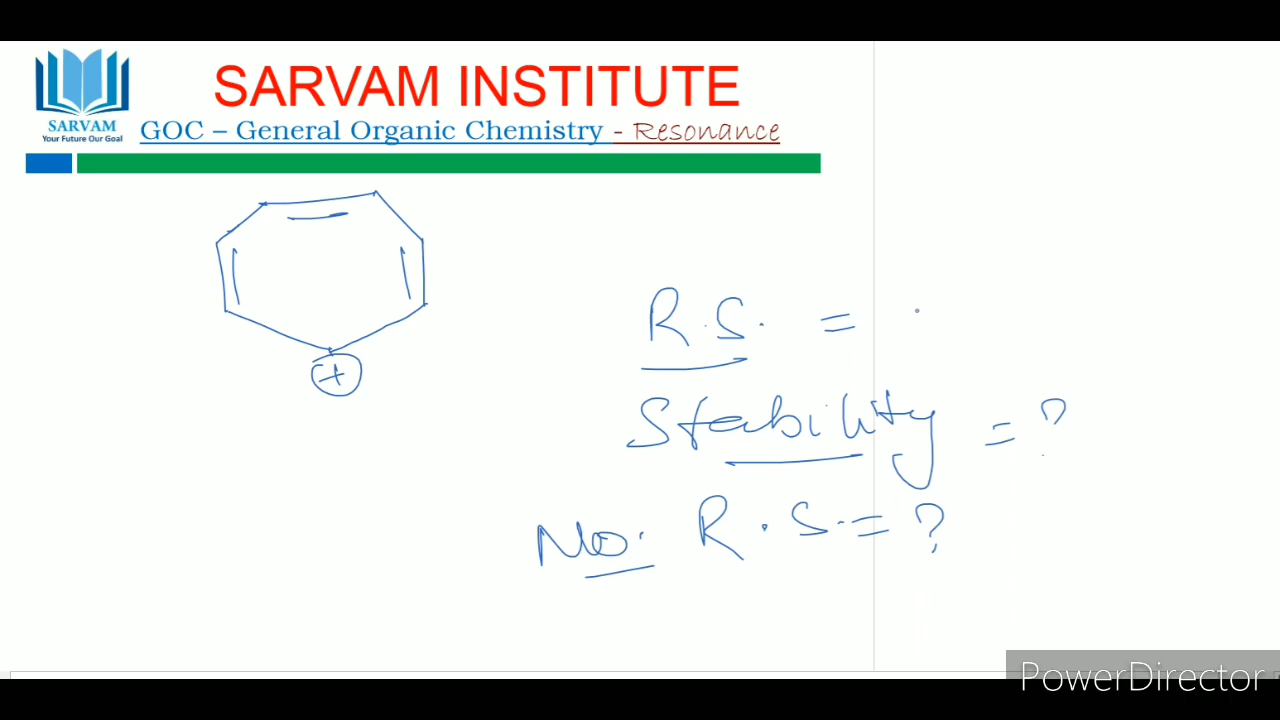 SARVAM
Your Future Our Goal
SARVAM INSTITUTE
GOC – General Organic Chemistry - Resonance
+
R.S. =
Stability = ?
No. R.S. = ?
PowerDirector